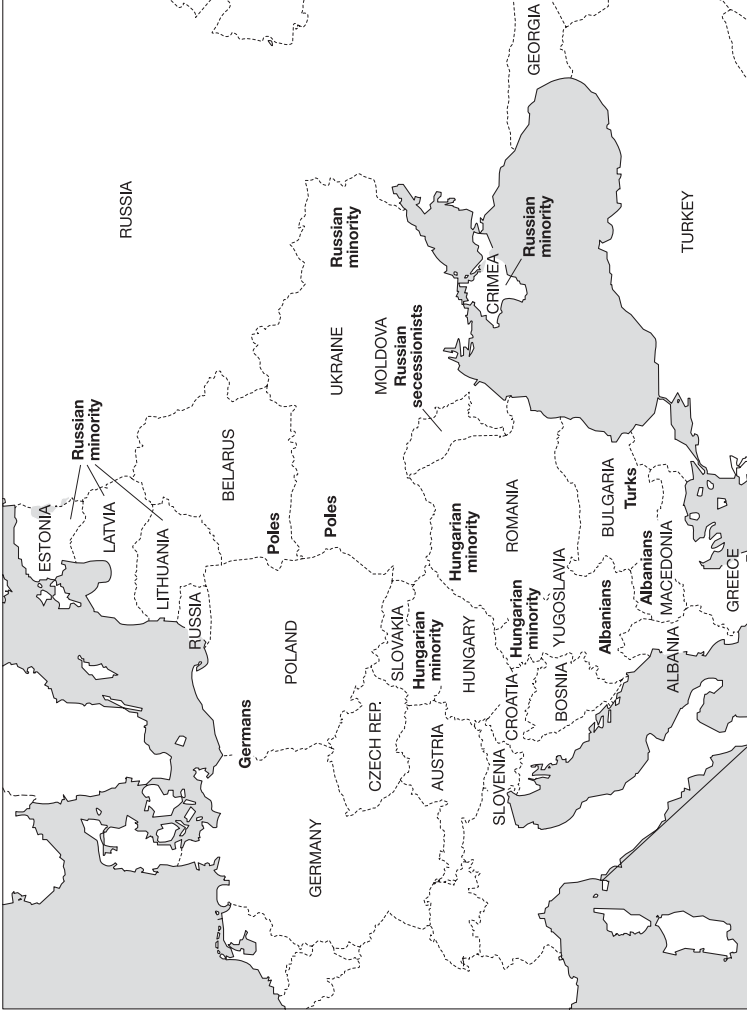 RUSSIA
GEORGIA
ESTONIA
Russian
minority
LATVIA
LITHUANIA
RUSSIA
BELARUS
Poles
Germans
POLAND
GERMANY
Poles
UKRAINE
Russian
minority
CZECH REP.
SLOVAKIA
Hungarian
minority
MOLDOVA
Russian
secessionists
AUSTRIA
HUNGARY
Hungarian
minority
ROMANIA
CRIMEA
Russian
minority
SLOVENIA
CROATIA
Hungarian
minority
BOSNIA
YUGOSLAVIA
Albanians
BULGARIA
Turks
Albanians
MACEDONIA
ALBANIA
GREECE
TURKEY